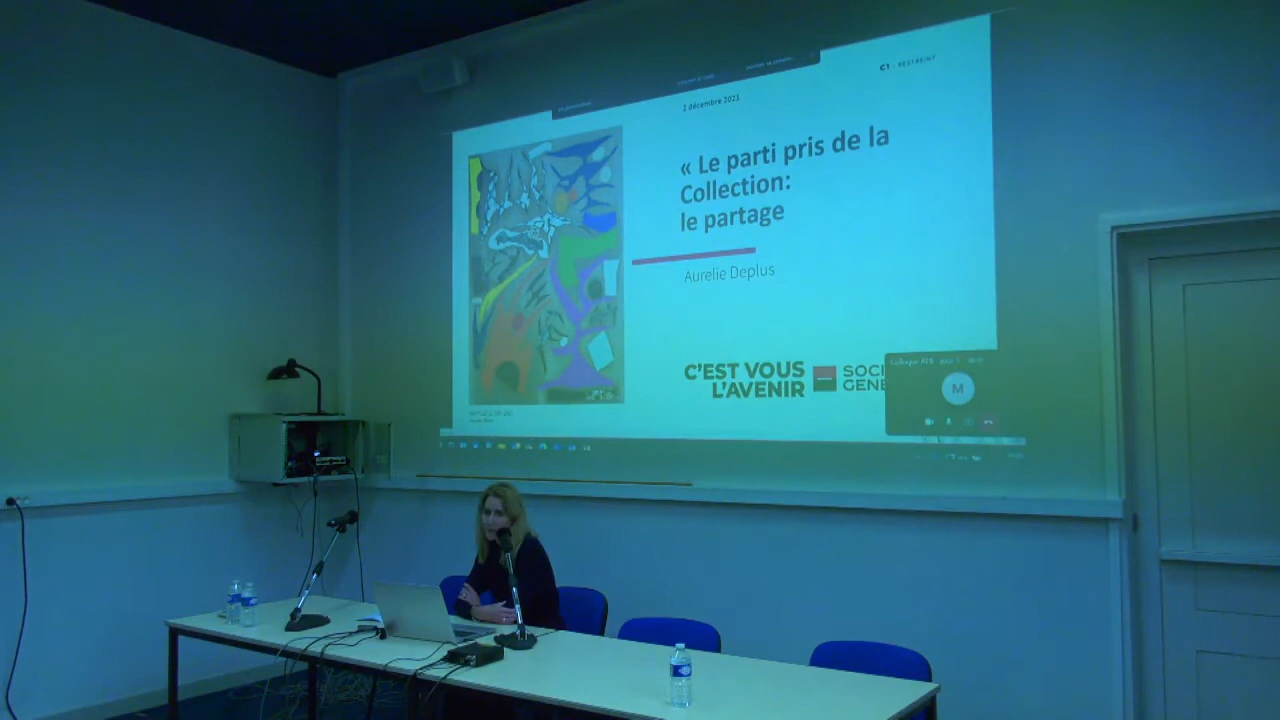 C1 RESTREINT
2 décembre 2021
« Le parti pris de la
Collection:
le partage
Aurelie Deplus
C'EST VOUS
L'AVENIR
SOCI
GENE
M